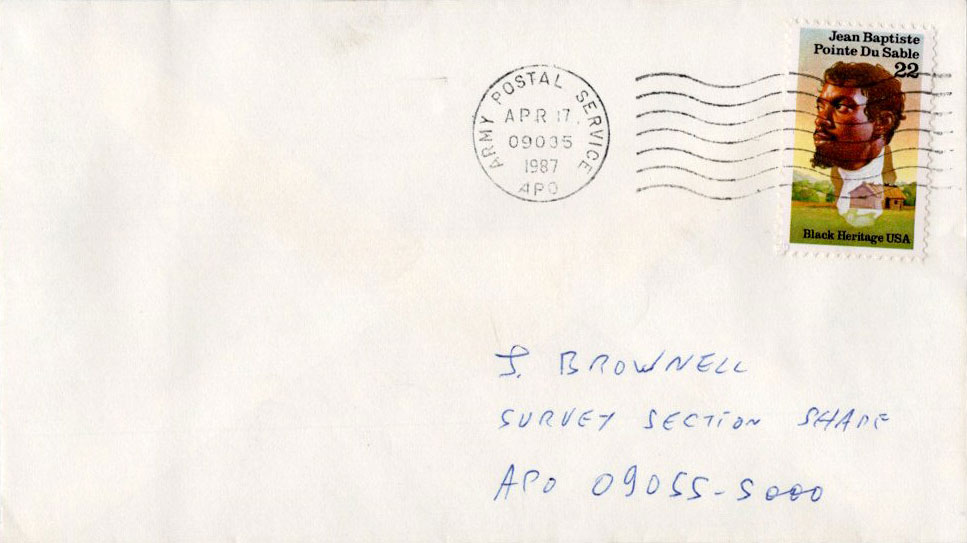 Jean Baptiste
Pointe Du Sable
22
ARMY POSTAL SERVICE
APR 17,
09035
1987
APO
Black Heritage USA
J. BROWNELL
SURVEY SECTION SHAPE
APO 09055-5000